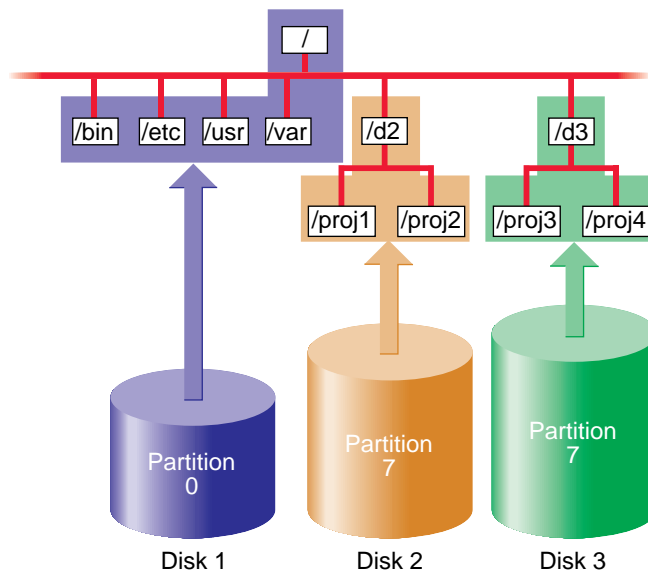 /
/bin /etc /usr /var /d2 /d3
/proj1 /proj2 /proj3 /proj4
Partition
0
Partition
7
Partition
7
Disk 1 Disk 2 Disk 3